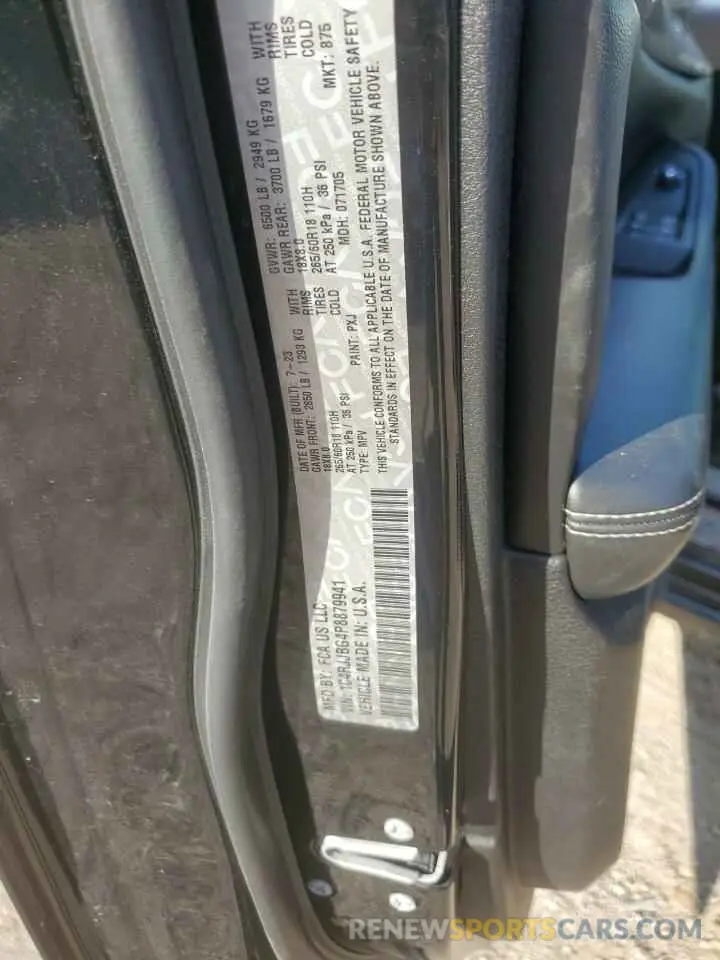 MFD BY: FCA US LLC
DATE OF MFR (BUILT): 7-23
GVWR: 6500 LB / 2949 KG
GAWR FRONT: 2850 LB / 1293 KG WITH
18X8.0 RIMS
265/60R18 110H TIRES
AT 250 kPa / 36 PSI COLD
GAWR REAR: 3700 LB / 1679 KG WITH
18X8.0 RIMS
265/60R18 110H TIRES
AT 250 kPa / 36 PSI COLD
VIN: 1C4RJJBG4P8879941
TYPE: MPV
PAINT: PXJ
MDH: 071705
MKT: 875
VEHICLE MADE IN: U.S.A.
THIS VEHICLE CONFORMS TO ALL APPLICABLE U.S.A. FEDERAL MOTOR VEHICLE SAFETY
STANDARDS IN EFFECT ON THE DATE OF MANUFACTURE SHOWN ABOVE.
RENEWSPORTSCARS.COM